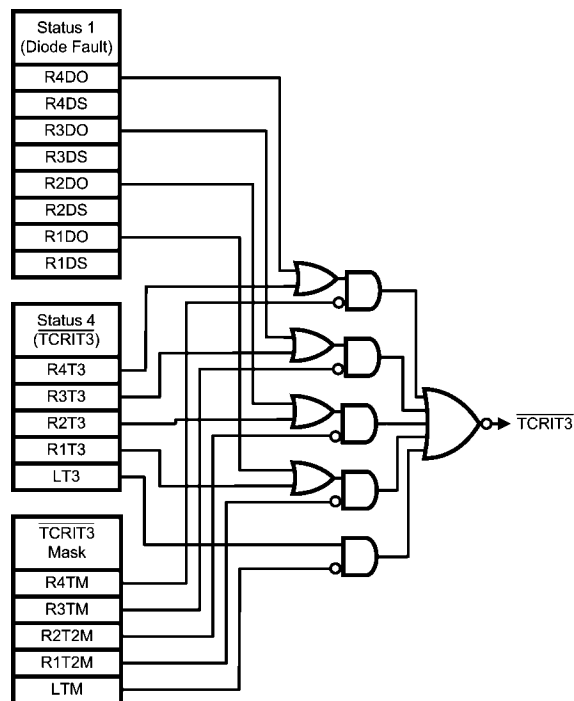 Status 1
(Diode Fault)
R4DO
R4DS
R3DO
R3DS
R2DO
R2DS
R1DO
R1DS
Status 4
(TCRIT3)
R4T3
R3T3
R2T3
R1T3
LT3
TCRIT3
Mask
R4TM
R3TM
R2T2M
R1T2M
LTM
TCRIT3